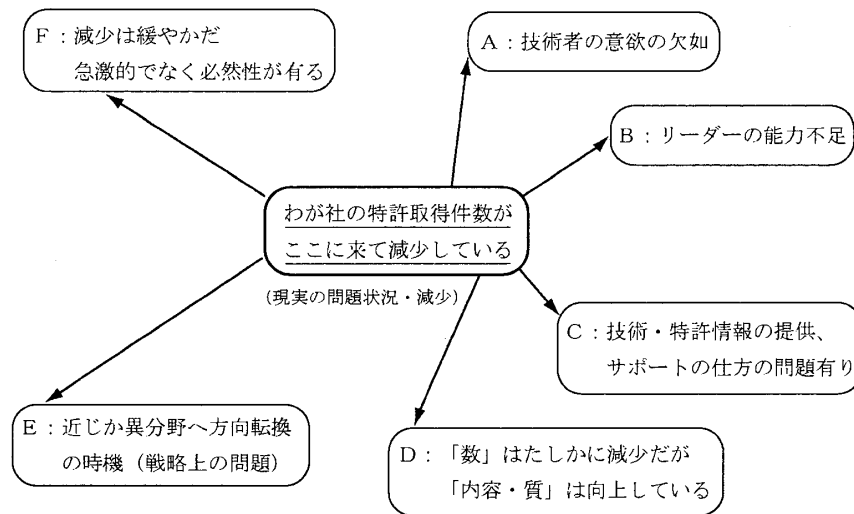 F：減少は緩やかだ
急激的でなく必然性が有る
A：技術者の意欲の欠如
B：リーダーの能力不足
わが社の特許取得件数が
ここに来て減少している
(現実の問題状況・減少)
C：技術・特許情報の提供、
サポートの仕方の問題有り
E：近じか異分野へ方向転換
の時機（戦略上の問題）
D：「数」はたしかに減少だが
「内容・質」は向上している